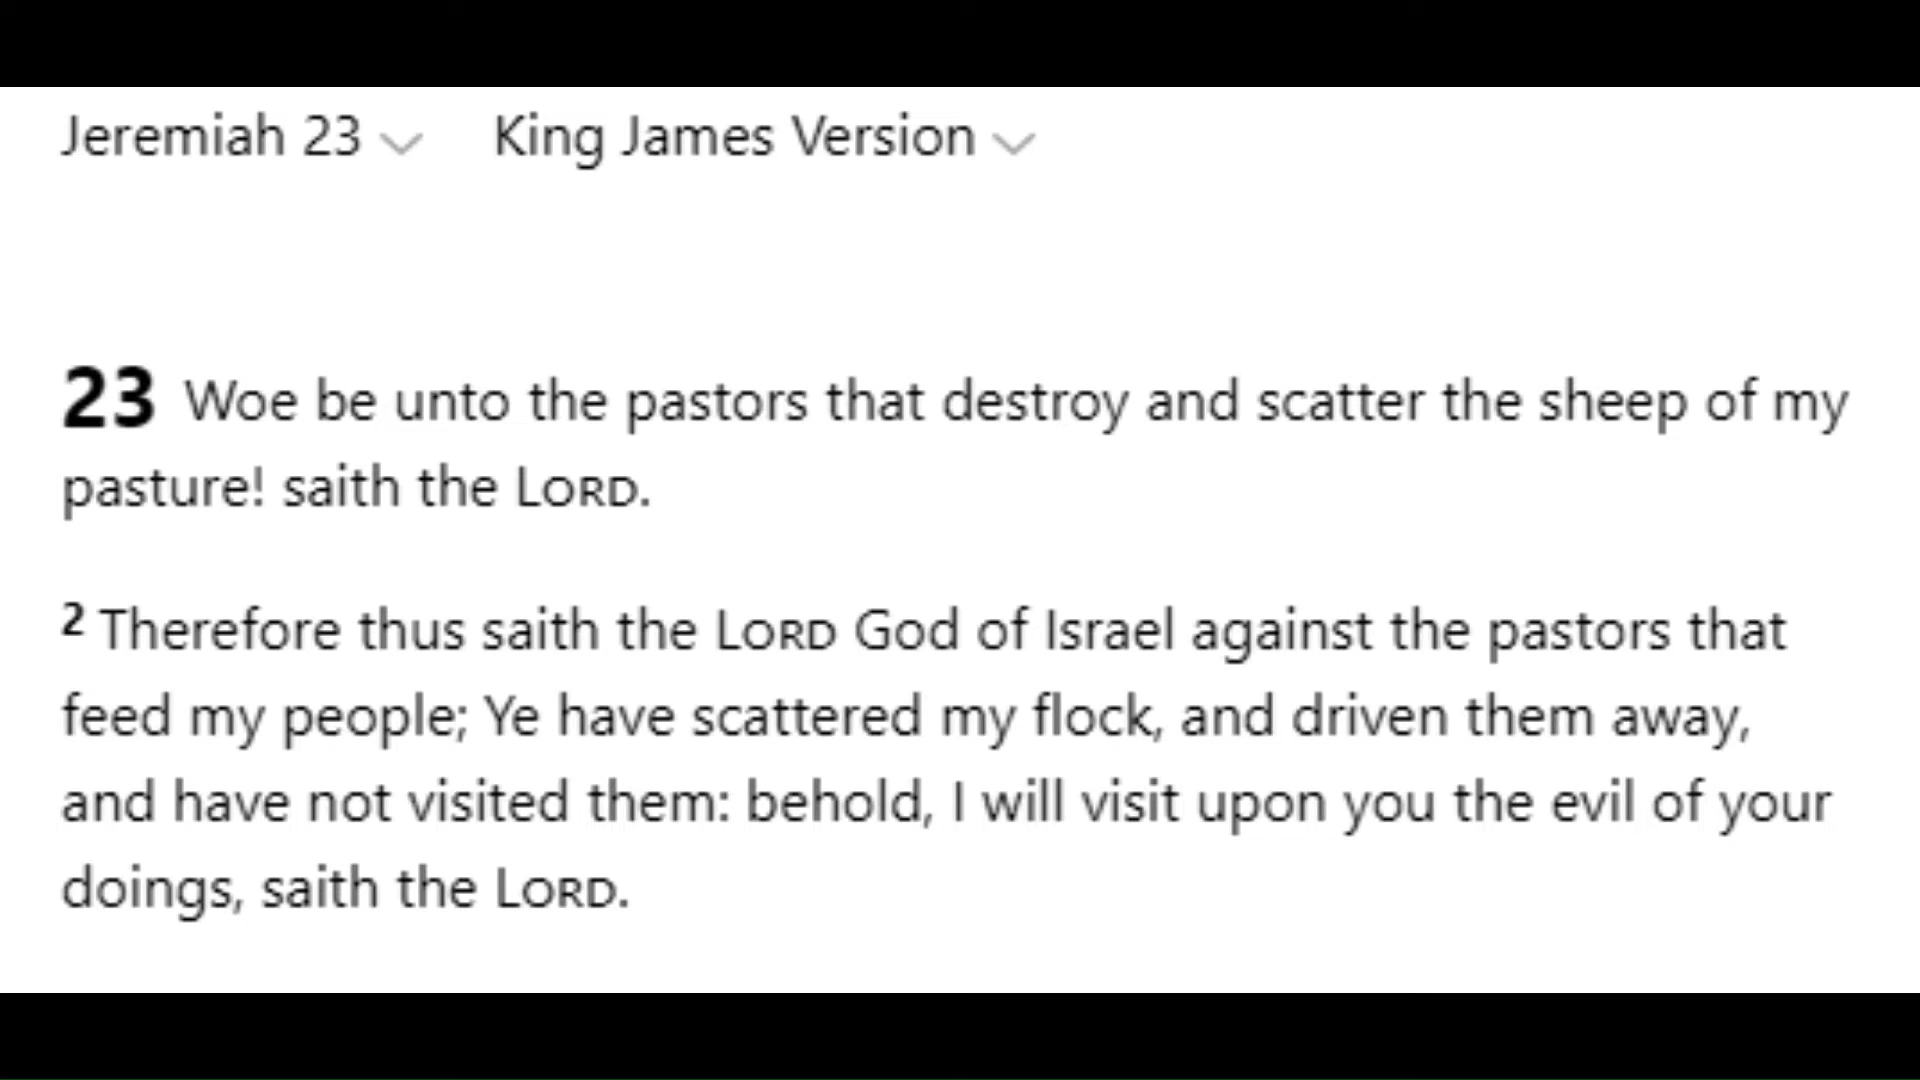 Jeremiah 23 King James Version
23 Woe be unto the pastors that destroy and scatter the sheep of my
pasture! saith the LORD.
2 Therefore thus saith the LORD God of Israel against the pastors that
feed my people; Ye have scattered my flock, and driven them away,
and have not visited them: behold, I will visit upon you the evil of your
doings, saith the LORD.